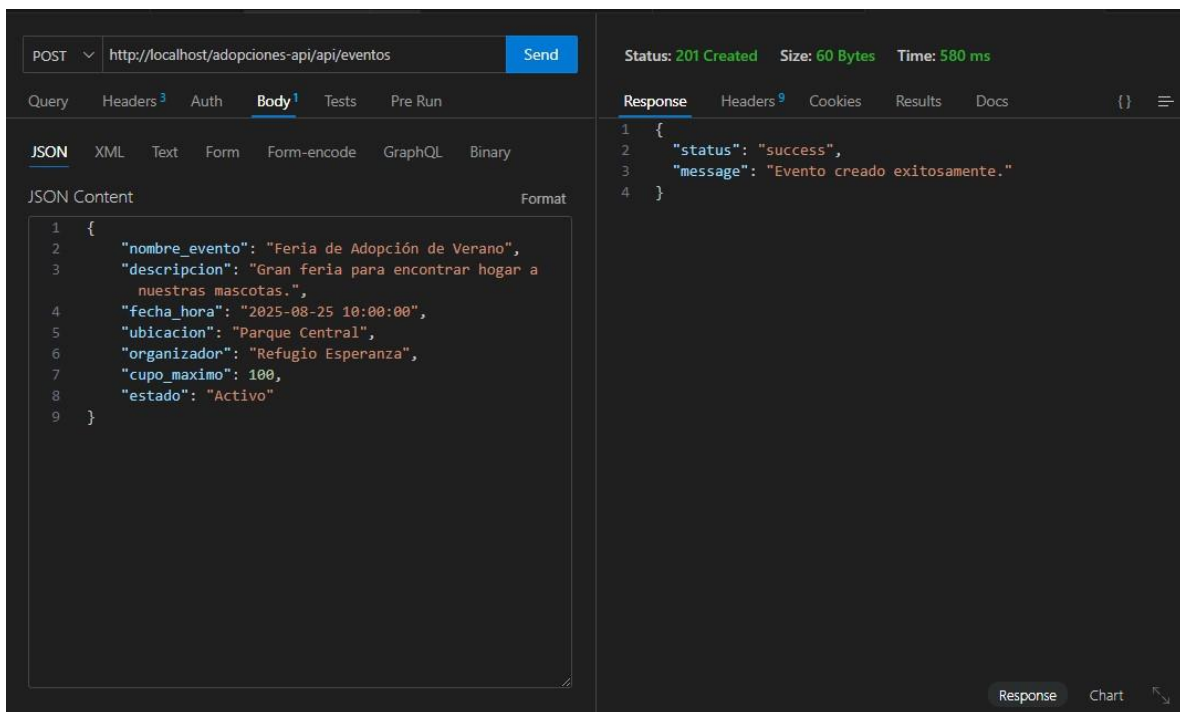 POST http://localhost/adopciones-api/api/eventos Send
Query Headers 3 Auth Body 1 Tests Pre Run
JSON XML Text Form Form-encode GraphQL Binary
JSON Content Format
1 {
2 "nombre_evento": "Feria de Adopción de Verano",
3 "descripcion": "Gran feria para encontrar hogar a
nuestras mascotas.",
4 "fecha_hora": "2025-08-25 10:00:00",
5 "ubicacion": "Parque Central",
6 "organizador": "Refugio Esperanza",
7 "cupo_maximo": 100,
8 "estado": "Activo"
9 }
Status: 201 Created Size: 60 Bytes Time: 580 ms
Response Headers 9 Cookies Results Docs {}
1 {
2 "status": "success",
3 "message": "Evento creado exitosamente."
4 }
Response Chart